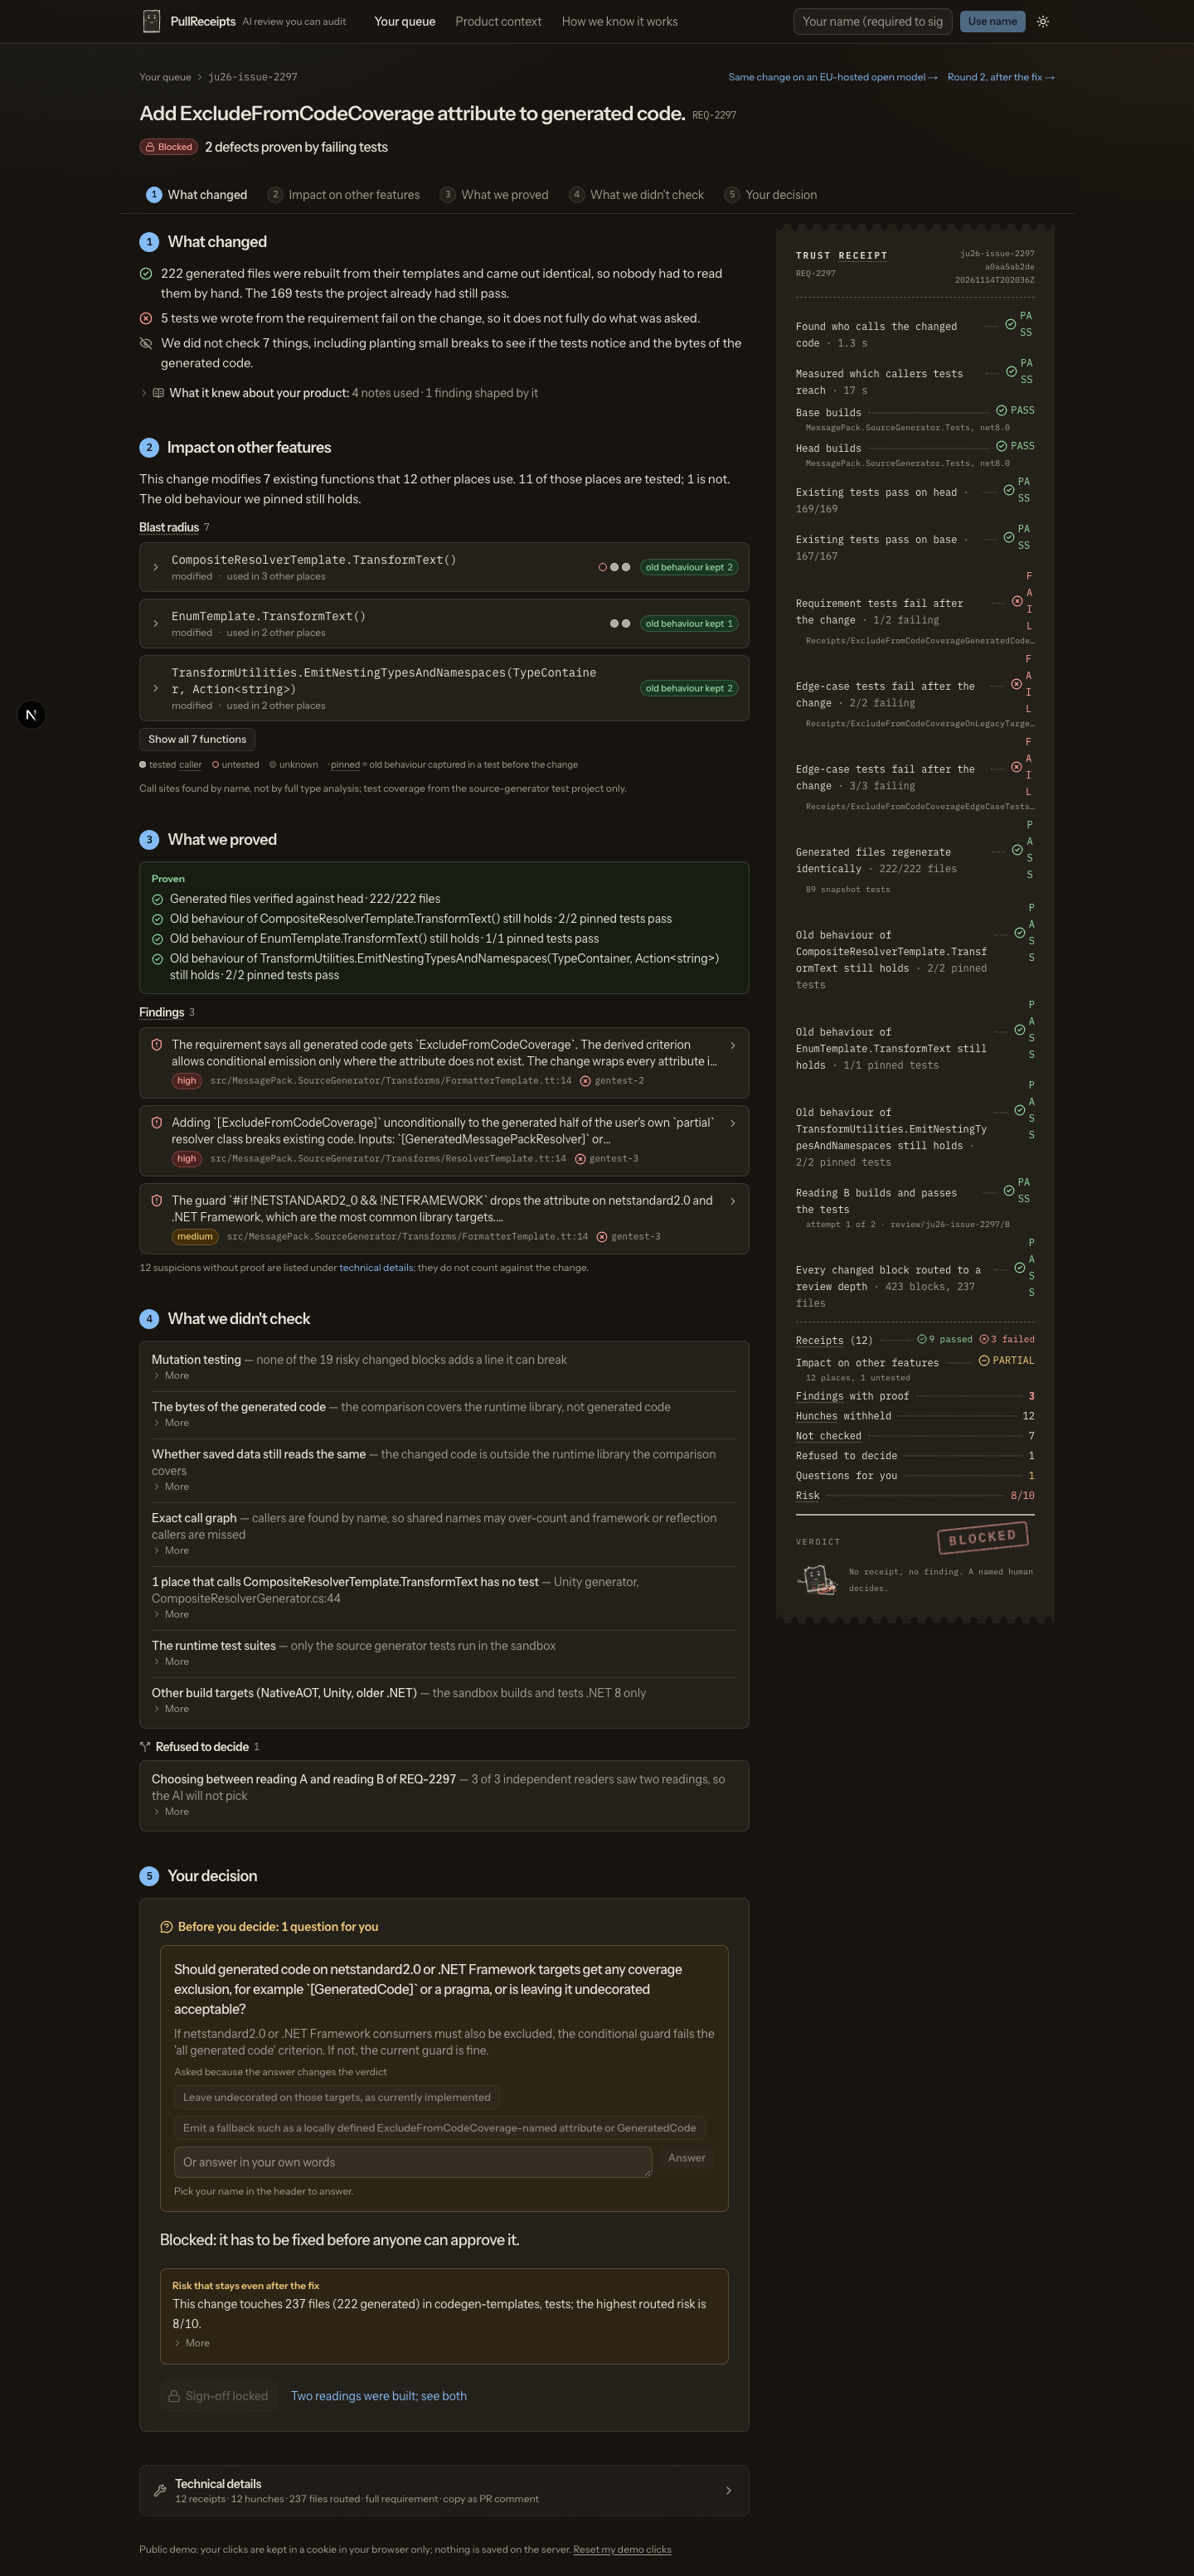 PullReceipts AI review you can audit Your queue Product context How we know it works Your name (required to sig Use name
Your queue > ju26-issue-2297 Same change on an EU-hosted open model → Round 2, after the fix →
Add ExcludeFromCodeCoverage attribute to generated code. REQ-2297
Blocked 2 defects proven by failing tests
1 What changed 2 Impact on other features 3 What we proved 4 What we didn't check 5 Your decision
1 What changed
222 generated files were rebuilt from their templates and came out identical, so nobody had to read
them by hand. The 169 tests the project already had still pass.
5 tests we wrote from the requirement fail on the change, so it does not fully do what was asked.
We did not check 7 things, including planting small breaks to see if the tests notice and the bytes of the
generated code.
What it knew about your product: 4 notes used · 1 finding shaped by it
2 Impact on other features
This change modifies 7 existing functions that 12 other places use. 11 of those places are tested; 1 is not.
The old behaviour we pinned still holds.
Blast radius 7
CompositeResolverTemplate.TransformText()
modified · used in 3 other places
old behaviour kept 2
EnumTemplate.TransformText()
modified · used in 2 other places
old behaviour kept 1
TransformUtilities.EmitNestingTypesAndNamespaces(TypeContaine
r, Action<string>)
modified · used in 2 other places
old behaviour kept 2
Show all 7 functions
tested caller untested unknown · pinned = old behaviour captured in a test before the change
Call sites found by name, not by full type analysis; test coverage from the source-generator test project only.
3 What we proved
Proven
Generated files verified against head · 222/222 files
Old behaviour of CompositeResolverTemplate.TransformText() still holds · 2/2 pinned tests pass
Old behaviour of EnumTemplate.TransformText() still holds · 1/1 pinned tests pass
Old behaviour of TransformUtilities.EmitNestingTypesAndNamespaces(TypeContainer, Action<string>)
still holds · 2/2 pinned tests pass
Findings 3
The requirement says all generated code gets `ExcludeFromCodeCoverage`. The derived criterion
allows conditional emission only where the attribute does not exist. The change wraps every attribute i…
high src/MessagePack.SourceGenerator/Transforms/FormatterTemplate.tt:14 gentest-2
Adding `[ExcludeFromCodeCoverage]` unconditionally to the generated half of the user's own `partial`
resolver class breaks existing code. Inputs: `[GeneratedMessagePackResolver]` or…
high src/MessagePack.SourceGenerator/Transforms/ResolverTemplate.tt:14 gentest-3
The guard `#if !NETSTANDARD2_0 && !NETFRAMEWORK` drops the attribute on netstandard2.0 and
.NET Framework, which are the most common library targets.…
medium src/MessagePack.SourceGenerator/Transforms/FormatterTemplate.tt:14 gentest-3
12 suspicions without proof are listed under technical details; they do not count against the change.
4 What we didn't check
Mutation testing — none of the 19 risky changed blocks adds a line it can break
More
The bytes of the generated code — the comparison covers the runtime library, not generated code
More
Whether saved data still reads the same — the changed code is outside the runtime library the comparison
covers
More
Exact call graph — callers are found by name, so shared names may over-count and framework or reflection
callers are missed
More
1 place that calls CompositeResolverTemplate.TransformText has no test — Unity generator,
CompositeResolverGenerator.cs:44
More
The runtime test suites — only the source generator tests run in the sandbox
More
Other build targets (NativeAOT, Unity, older .NET) — the sandbox builds and tests .NET 8 only
More
Refused to decide 1
Choosing between reading A and reading B of REQ-2297 — 3 of 3 independent readers saw two readings, so
the AI will not pick
More
5 Your decision
Before you decide: 1 question for you
Should generated code on netstandard2.0 or .NET Framework targets get any coverage
exclusion, for example `[GeneratedCode]` or a pragma, or is leaving it undecorated
acceptable?
If netstandard2.0 or .NET Framework consumers must also be excluded, the conditional guard fails the
'all generated code' criterion. If not, the current guard is fine.
Asked because the answer changes the verdict
Leave undecorated on those targets, as currently implemented
Emit a fallback such as a locally defined ExcludeFromCodeCoverage-named attribute or GeneratedCode
Or answer in your own words Answer
Pick your name in the header to answer.
Blocked: it has to be fixed before anyone can approve it.
Risk that stays even after the fix
This change touches 237 files (222 generated) in codegen-templates, tests; the highest routed risk is
8/10.
More
Sign-off locked Two readings were built; see both
Technical details
12 receipts · 12 hunches · 237 files routed · full requirement · copy as PR comment
Public demo: your clicks are kept in a cookie in your browser only; nothing is saved on the server. Reset my demo clicks
TRUST RECEIPT ju26-issue-2297
REQ-2297 a0aa5ab2de
20261114T202036Z
Found who calls the changed
code · 1.3 s
PA
SS
Measured which callers tests
reach · 17 s
PA
SS
Base builds PASS
MessagePack.SourceGenerator.Tests, net8.0
Head builds PASS
MessagePack.SourceGenerator.Tests, net8.0
Existing tests pass on head ·
169/169
PA
SS
Existing tests pass on base ·
167/167
PA
SS
Requirement tests fail after
the change · 1/2 failing
F
A
I
L
Receipts/ExcludeFromCodeCoverageGeneratedCode…
Edge-case tests fail after the
change · 2/2 failing
F
A
I
L
Receipts/ExcludeFromCodeCoverageOnLegacyTarge…
Edge-case tests fail after the
change · 3/3 failing
F
A
I
L
Receipts/ExcludeFromCodeCoverageEdgeCaseTests…
Generated files regenerate
identically · 222/222 files
P
A
S
S
89 snapshot tests
Old behaviour of
CompositeResolverTemplate.Transf
ormText still holds · 2/2 pinned
tests
P
A
S
S
Old behaviour of
EnumTemplate.TransformText still
holds · 1/1 pinned tests
P
A
S
S
Old behaviour of
TransformUtilities.EmitNestingTy
pesAndNamespaces still holds ·
2/2 pinned tests
P
A
S
S
Reading B builds and passes
the tests
PA
SS
attempt 1 of 2 · review/ju26-issue-2297/B
Every changed block routed to a
review depth · 423 blocks, 237
files
P
A
S
S
Receipts (12) 9 passed 3 failed
Impact on other features PARTIAL
12 places, 1 untested
Findings with proof 3
Hunches withheld 12
Not checked 7
Refused to decide 1
Questions for you 1
Risk 8/10
VERDICT BLOCKED
No receipt, no finding. A named human
decides.